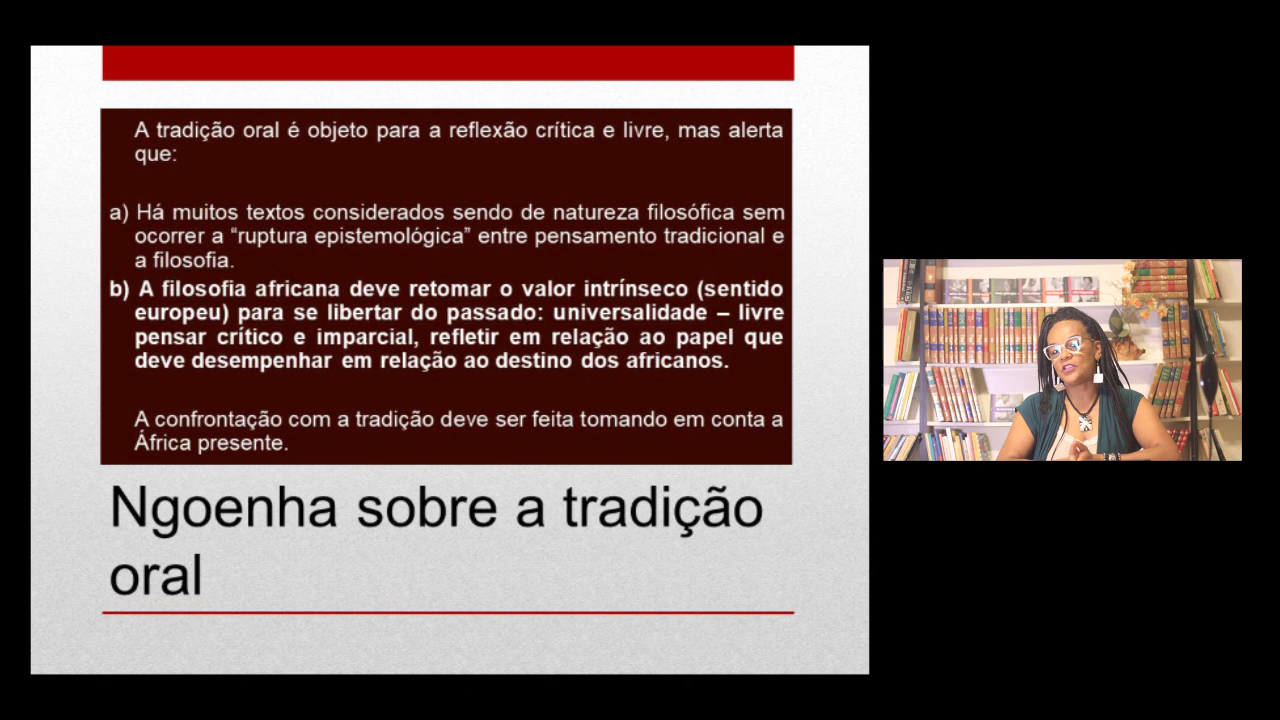 A tradição oral é objeto para a reflexão crítica e livre, mas alerta
que:
a) Há muitos textos considerados sendo de natureza filosófica sem
ocorrer a “ruptura epistemológica” entre pensamento tradicional e
a filosofia.
b) A filosofia africana deve retomar o valor intrínseco (sentido
europeu) para se libertar do passado: universalidade – livre
pensar crítico e imparcial, refletir em relação ao papel que
deve desempenhar em relação ao destino dos africanos.
A confrontação com a tradição deve ser feita tomando em conta a
África presente.
Ngoenha sobre a tradição
oral